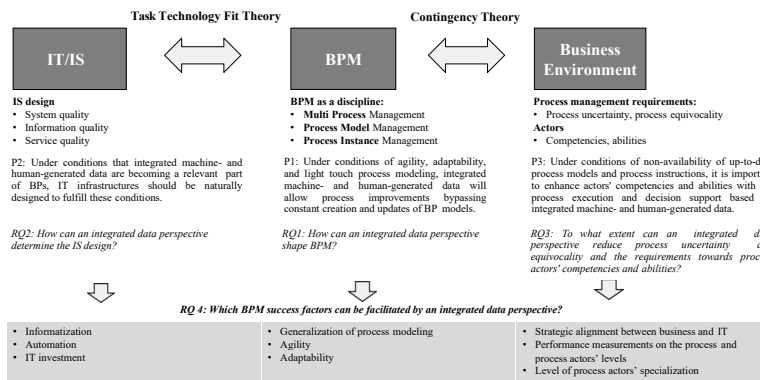 Task Technology Fit Theory
Contingency Theory
IT/IS
BPM
Business
Environment
IS design
• System quality
• Information quality
• Service quality
P2: Under conditions that integrated machine- and
human-generated data are becoming a relevant part
of BPs, IT infrastructures should be naturally
designed to fulfill these conditions.
RQ2: How can an integrated data perspective
determine the IS design?
BPM as a discipline:
• Multi Process Management
• Process Model Management
• Process Instance Management
P1: Under conditions of agility, adaptability,
and light touch process modeling, integrated
machine- and human-generated data will
allow process improvements bypassing
constant creation and updates of BP models.
RQ1: How can an integrated data perspective
shape BPM?
Process management requirements:
• Process uncertainty, process equivocality
Actors
• Competencies, abilities
P3: Under conditions of non-availability of up-to-d
process models and process instructions, it is import
to enhance actors' competencies and abilities with
process execution and decision support based
integrated machine- and human-generated data.
RQ3: To what extent can an integrated d
perspective reduce process uncertainty a
equivocality and the requirements towards proc
actors' competencies and abilities?
RQ 4: Which BPM success factors can be facilitated by an integrated data perspective?
• Informatization
• Automation
• IT investment
• Generalization of process modeling
• Agility
• Adaptability
• Strategic alignment between business and IT
• Performance measurements on the process and
process actors' levels
• Level of process actors' specialization